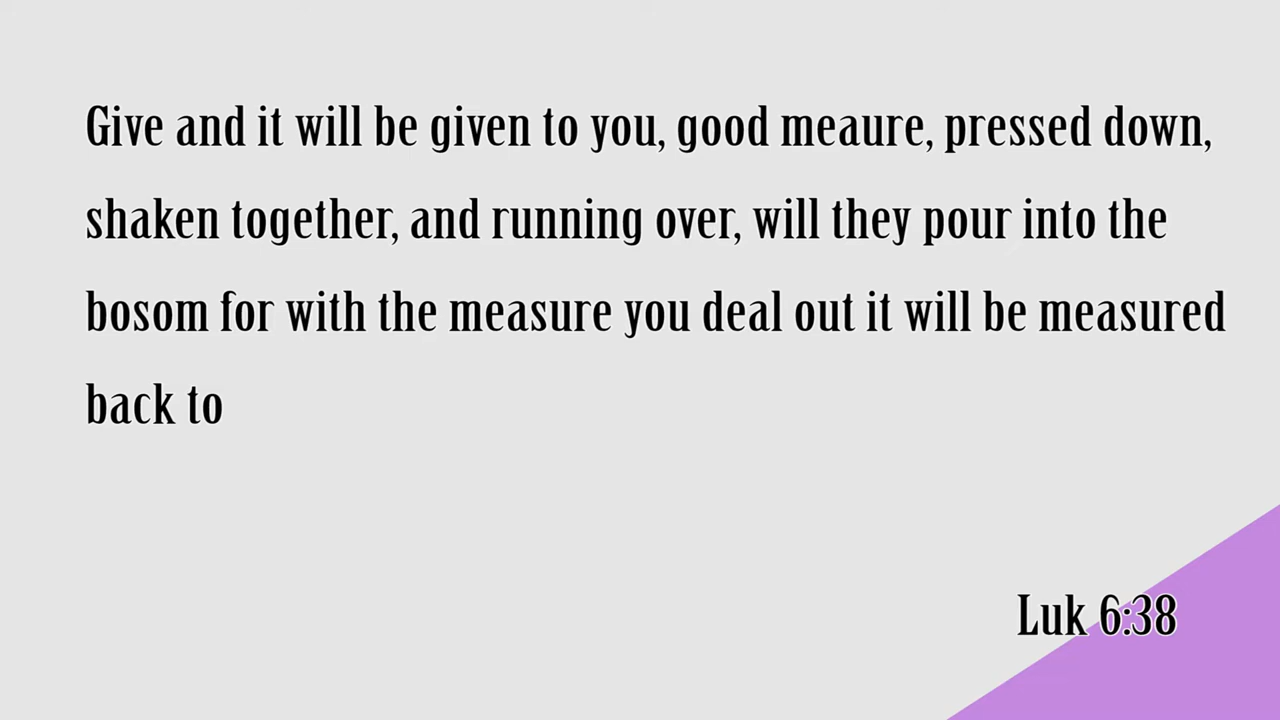 Give and it will be given to you, good meaure, pressed down,
shaken together, and running over, will they pour into the
bosom for with the measure you deal out it will be measured
back to
Luk 6:38